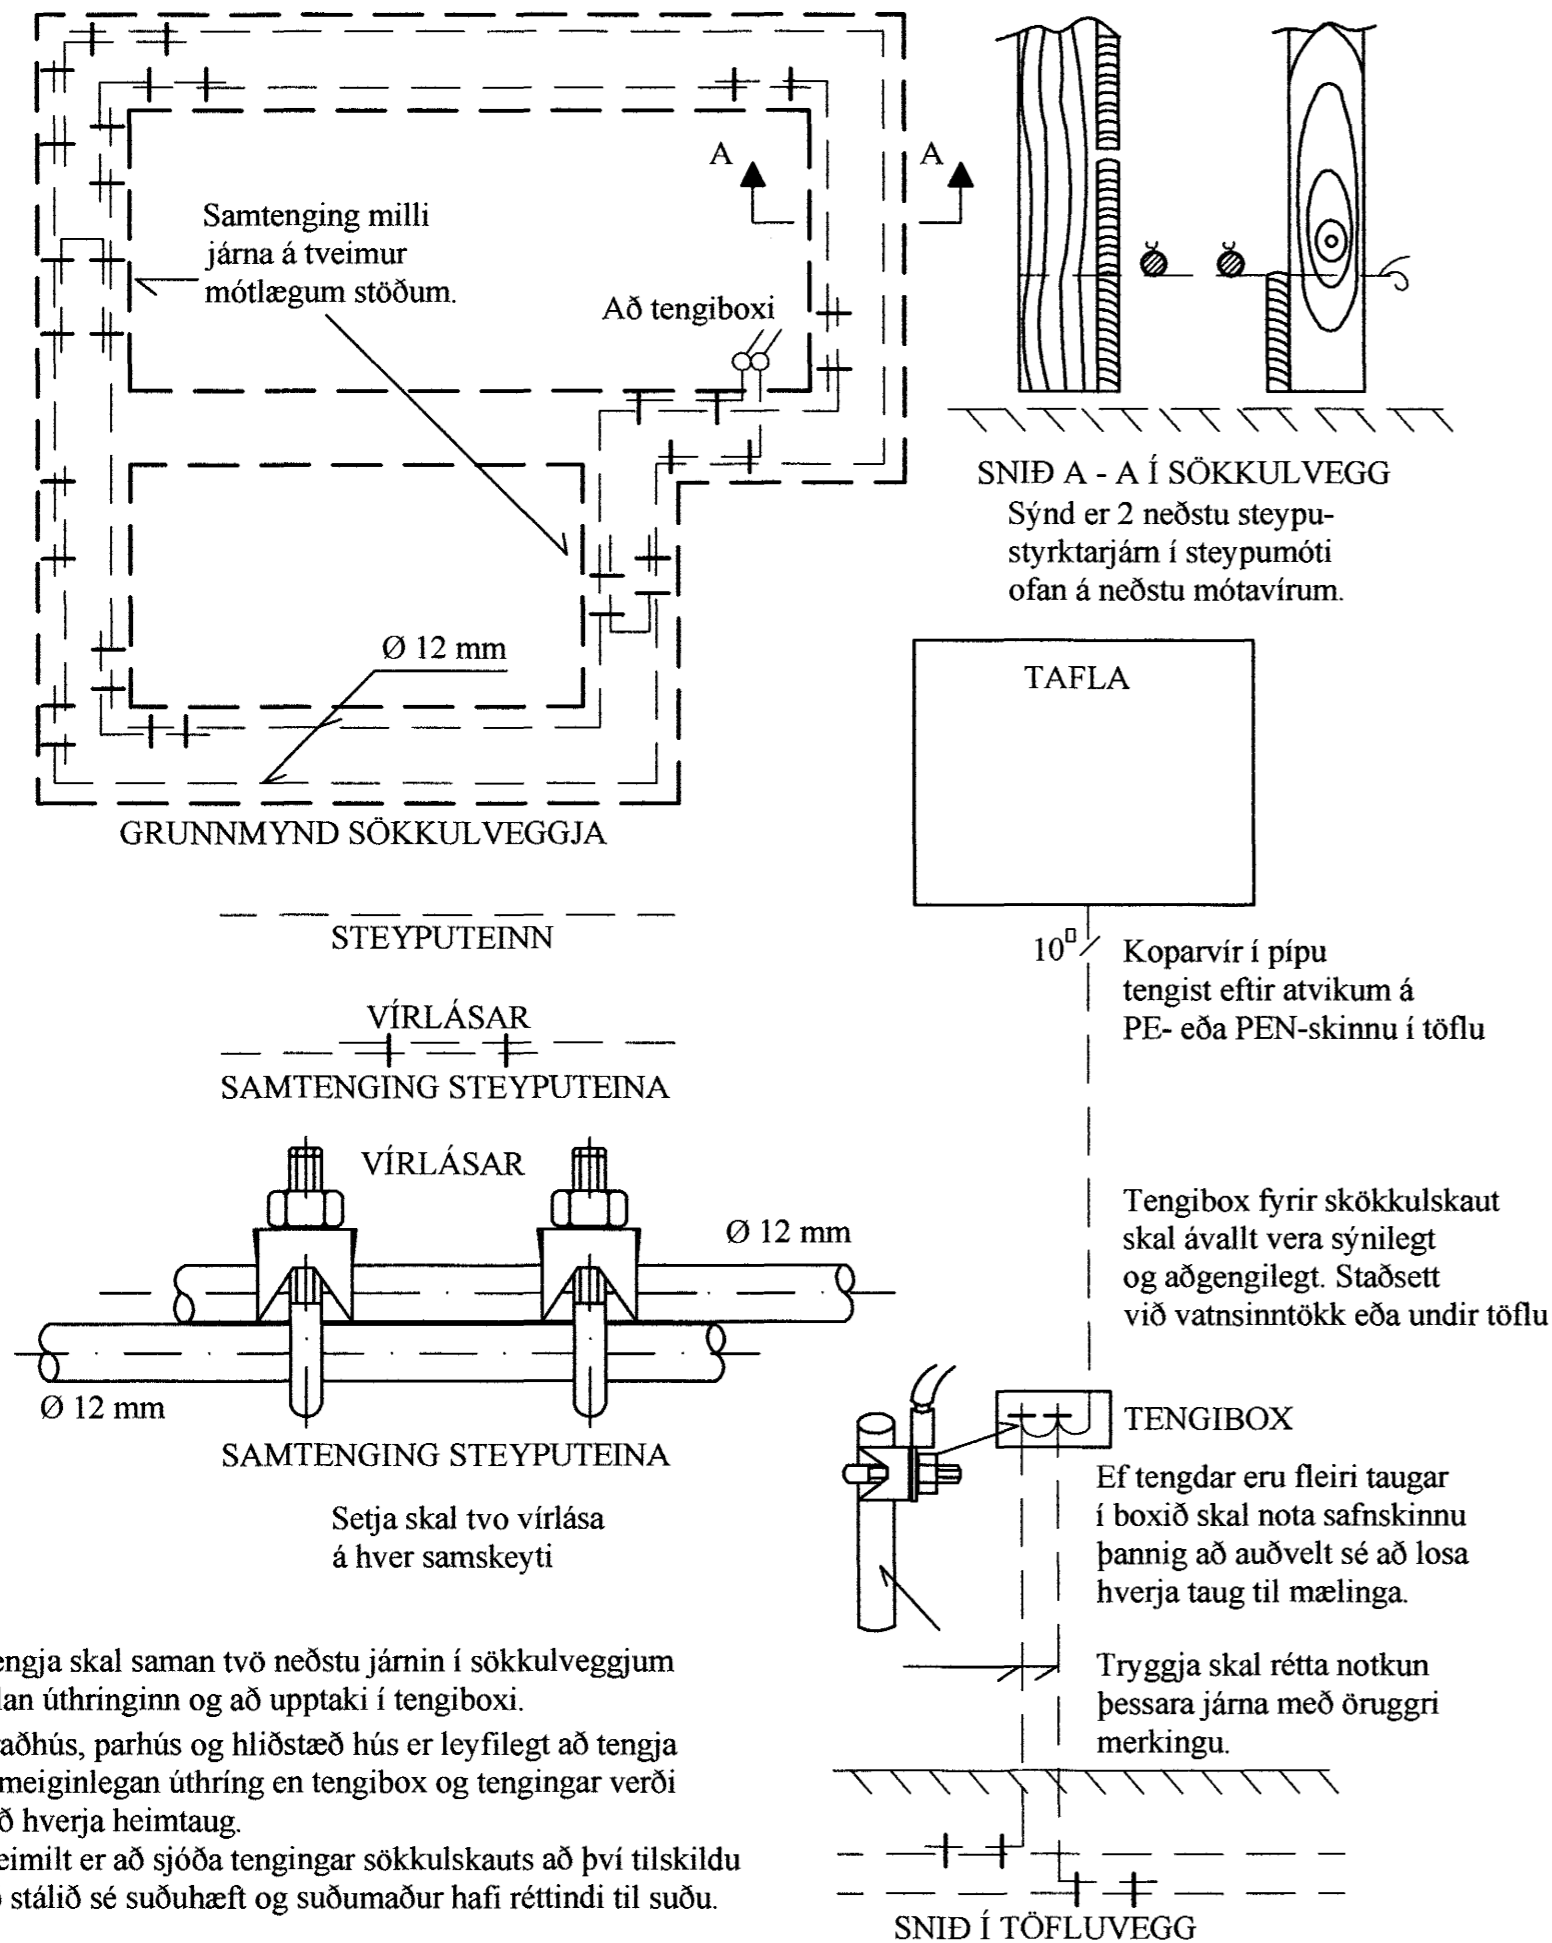 A
A
Samtenging milli
járna á tveimur
mótlægum stöðum.
Að tengiboxi
Ø 12 mm
GRUNNMYND SÖKKULVEGGJA
SNIÐ A - A Í SÖKKULVEGG
Sýnd er 2 neðstu steypu-
styrktarjárn í steypumóti
ofan á neðstu mótavírum.
STEYPUTEINN
VÍRLÁSAR
SAMTENGING STEYPUTEINA
VÍRLÁSAR
Ø 12 mm
Ø 12 mm
SAMTENGING STEYPUTEINA
Setja skal tvo vírlása
á hver samskeyti
TAFLA
10□
Koparvír í pípu
tengist eftir atvikum á
PE- eða PEN-skinnu í töflu
Tengibox fyrir skökkulskaut
skal ávallt vera sýnilegt
og aðgengilegt. Staðsett
við vatnsinntökk eða undir töflu
TENGIBOX
Ef tengdar eru fleiri taugar
í boxið skal nota safnskinnu
þannig að auðvelt sé að losa
hverja taug til mælinga.
Tryggja skal rétta notkun
þessara járna með öruggri
merkingu.
SNIÐ Í TÖFLUVEGG
engja skal saman tvö neðstu járnin í sökkulveggjum
lan úthringinn og að upptaki í tengiboxi.
aðhús, parhús og hliðstæð hús er leyfilegt að tengja
meiginlegan úthríng en tengibox og tengingar verði
ð hverja heimtaug.
eimilt er að sjóða tengingar sökkulskauts að því tilskildu
stálið sé suðuhæft og suðumaður hafi réttindi til suðu.